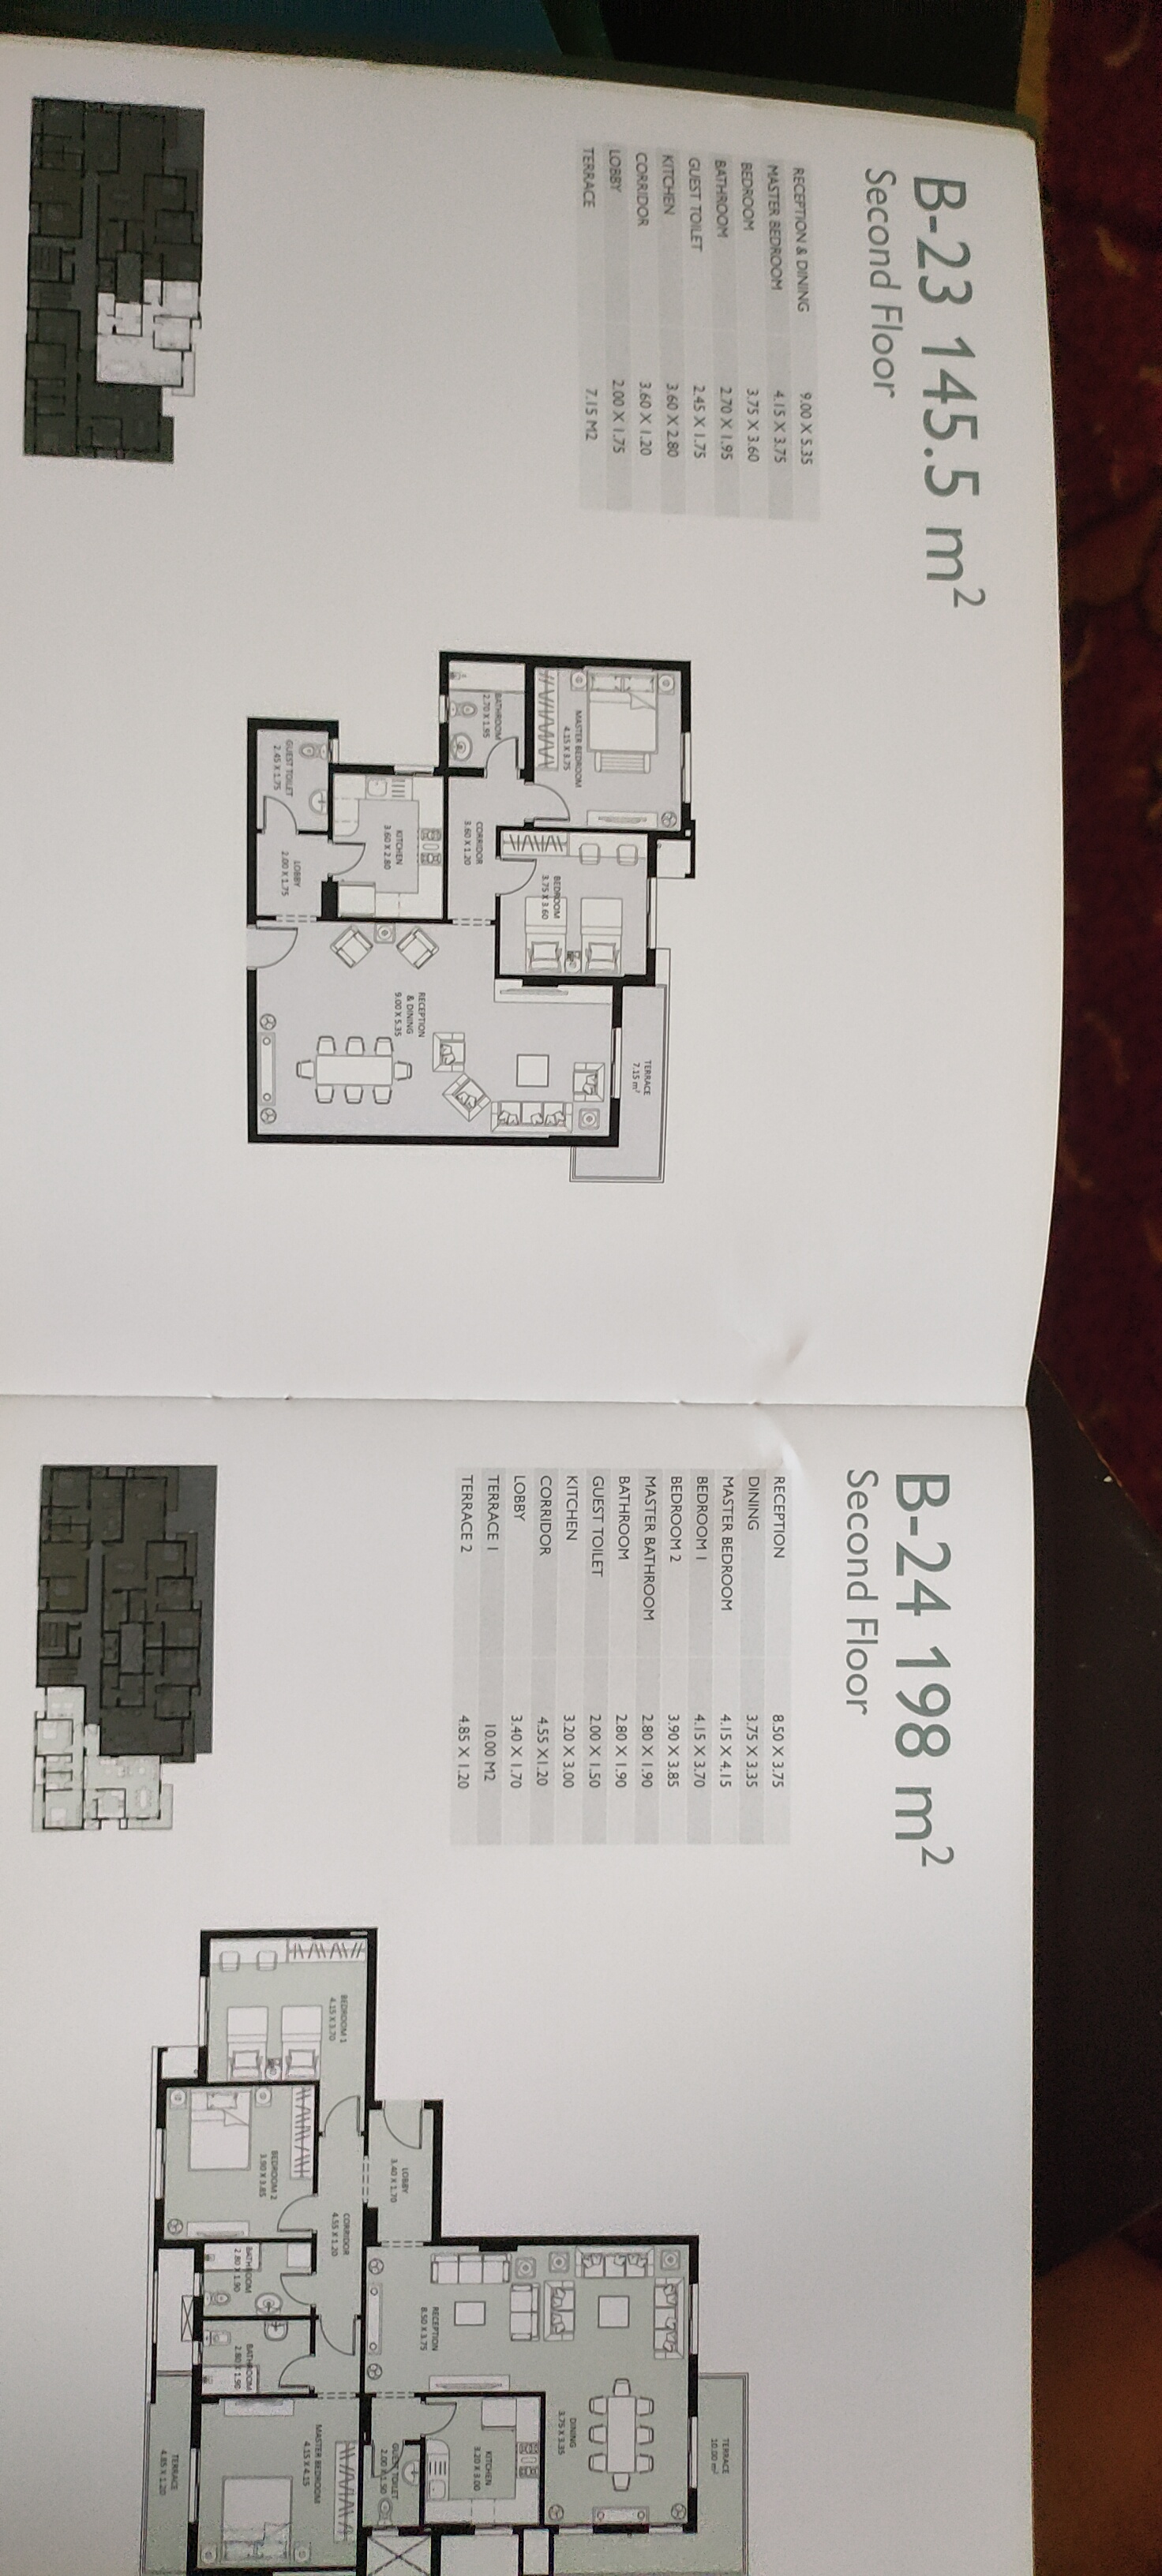 B-23 145.5 m²
Second Floor
RECEPTION & DINING 9.00 X 5.35
MASTER BEDROOM 4.15 X 3.75
BEDROOM 3.75 X 3.60
BATHROOM 2.70 X 1.95
GUEST TOILET 2.45 X 1.75
KITCHEN 3.60 X 2.80
CORRIDOR 3.60 X 1.20
LOBBY 2.00 X 1.75
TERRACE 7.15 M2
TERRACE
7.15 m²
MASTER BEDROOM
4.15 X 3.75
BEDROOM
3.75 X 3.60
BATHROOM
2.70 X 1.95
CORRIDOR
3.60 X 1.20
RECEPTION
& DINING
9.00 X 5.35
KITCHEN
3.60 X 2.80
GUEST TOILET
2.45 X 1.75
LOBBY
2.00 X 1.75
B-24 198 m²
Second Floor
RECEPTION 8.50 X 3.75
DINING 3.75 X 3.35
MASTER BEDROOM 4.15 X 4.15
BEDROOM 1 4.15 X 3.70
BEDROOM 2 3.90 X 3.85
MASTER BATHROOM 2.80 X 1.90
BATHROOM 2.80 X 1.90
GUEST TOILET 2.00 X 1.50
KITCHEN 3.20 X 3.00
CORRIDOR 4.55 X1.20
LOBBY 3.40 X 1.70
TERRACE 1 10.00 M2
TERRACE 2 4.85 X 1.20
TERRACE
10.00 m²
DINING
3.75 X 3.35
KITCHEN
3.20 X 3.00
RECEPTION
8.50 X 3.75
LOBBY
3.40 X 1.70
GUEST TOILET
2.00 X 1.50
BEDROOM 1
4.15 X 3.70
CORRIDOR
4.55 X 1.20
MASTER BEDROOM
4.15 X 4.15
BEDROOM 2
3.90 X 3.85
BATHROOM
2.80 X 1.90
BATHROOM
2.80 X 1.90
TERRACE
4.85 X 1.20